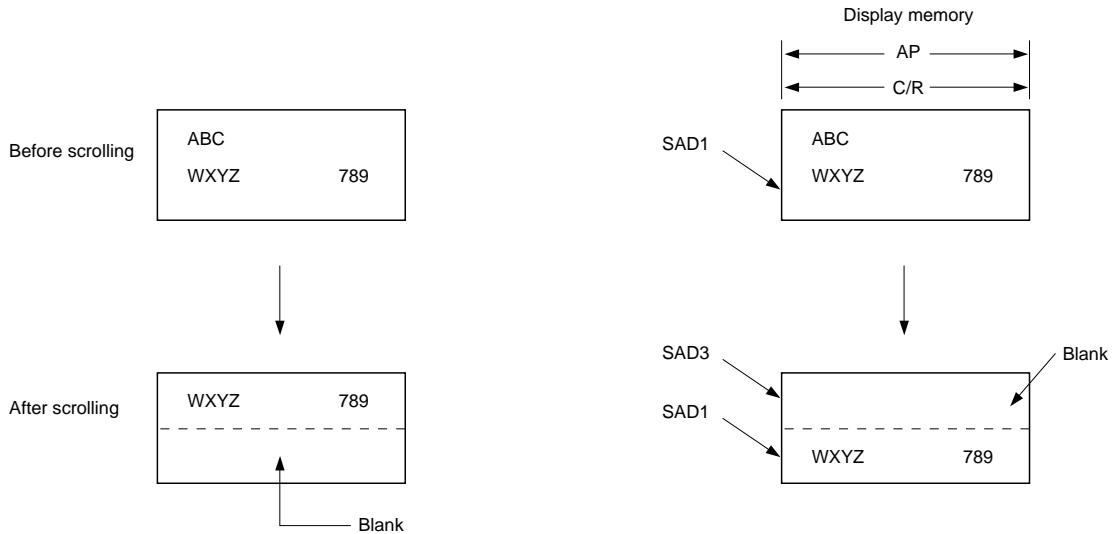 Display memory
AP
C/R
Before scrolling
ABC
WXYZ 789
SAD1
ABC
WXYZ 789
After scrolling
WXYZ 789
Blank
SAD3
SAD1
Blank
WXYZ 789